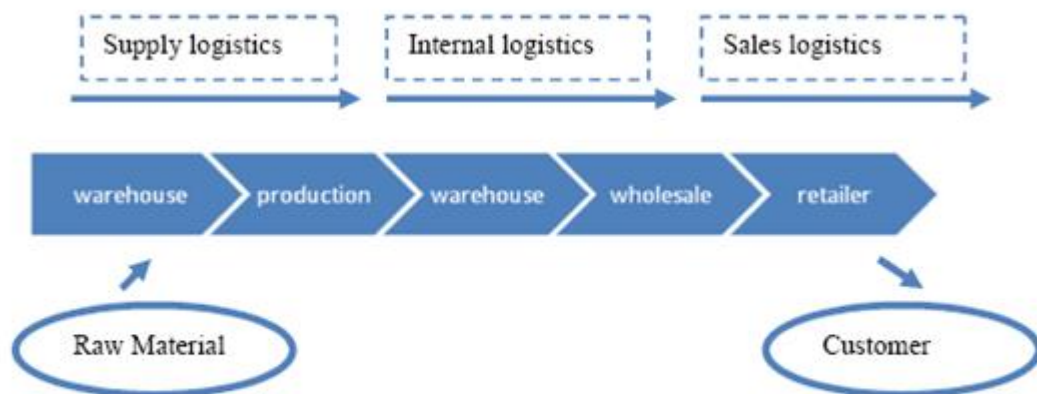 Supply logistics
Internal logistics
Sales logistics
warehouse
production
warehouse
wholesale
retailer
Raw Material
Customer